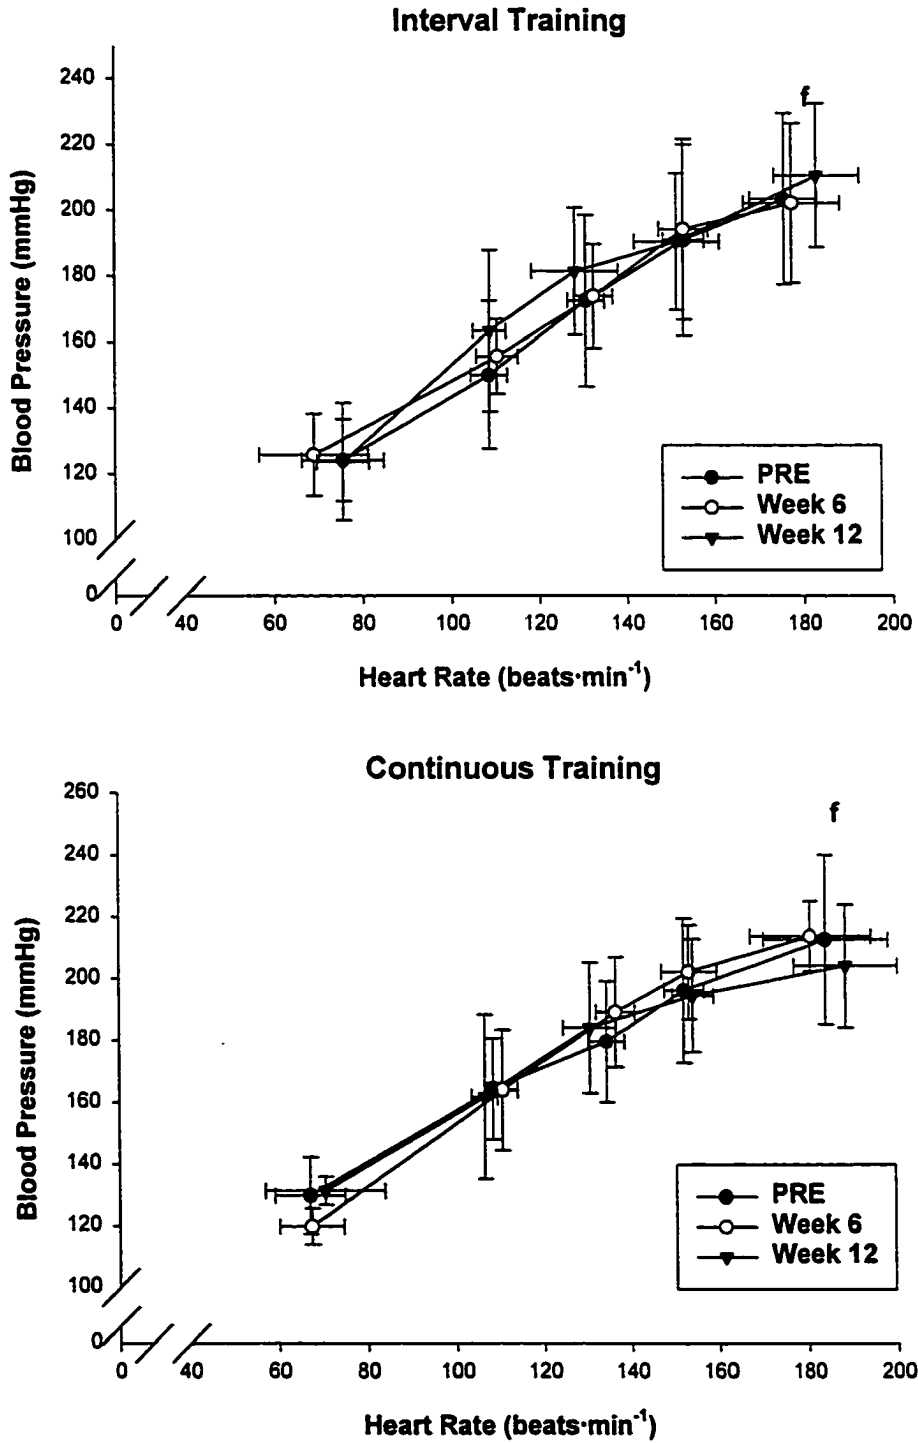 Interval Training
f
240
220
200
180
160
140
120
100
0
Blood Pressure (mmHg)
PRE
Week 6
Week 12
0 40 60 80 100 120 140 160 180 200
Heart Rate (beats·min⁻¹)
Continuous Training
f
260
240
220
200
180
160
140
120
100
0
Blood Pressure (mmHg)
PRE
Week 6
Week 12
0 40 60 80 100 120 140 160 180 200
Heart Rate (beats·min⁻¹)